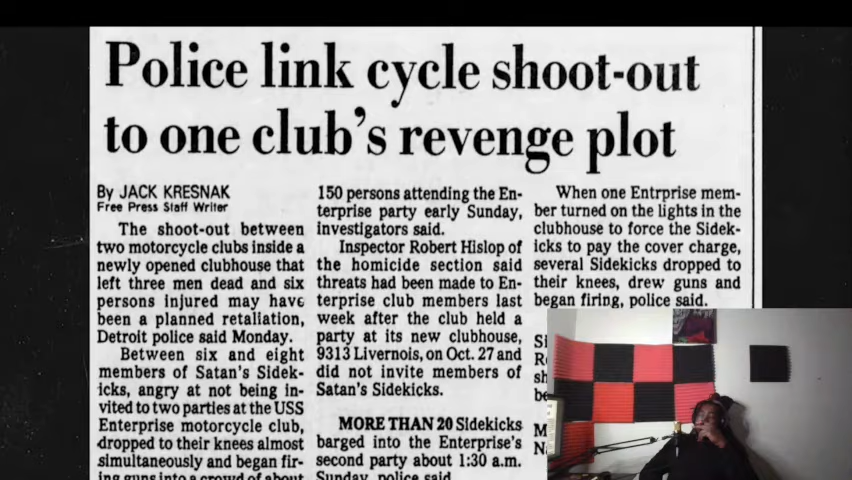 Police link cycle shoot-out
to one club's revenge plot
By JACK KRESNAK
Free Press Staff Writer
The shoot-out between
two motorcycle clubs inside a
newly opened clubhouse that
left three men dead and six
persons injured may have
been a planned retaliation,
Detroit police said Monday.
Between six and eight
members of Satan's Sidek-
icks, angry at not being in-
vited to two parties at the USS
Enterprise motorcycle club,
dropped to their knees almost
simultaneously and began fir-
ing guns into a crowd of about
150 persons attending the En-
terprise party early Sunday,
investigators said.
Inspector Robert Hislop of
the homicide section said
threats had been made to En-
terprise club members last
week after the club held a
party at its new clubhouse,
9313 Livernois, on Oct. 27 and
did not invite members of
Satan's Sidekicks.
MORE THAN 20 Sidekicks
barged into the Enterprise's
second party about 1:30 a.m.
Sunday, police said.
When one Entrprise mem-
ber turned on the lights in the
clubhouse to force the Sidek-
icks to pay the cover charge,
several Sidekicks dropped to
their knees, drew guns and
began firing, police said.